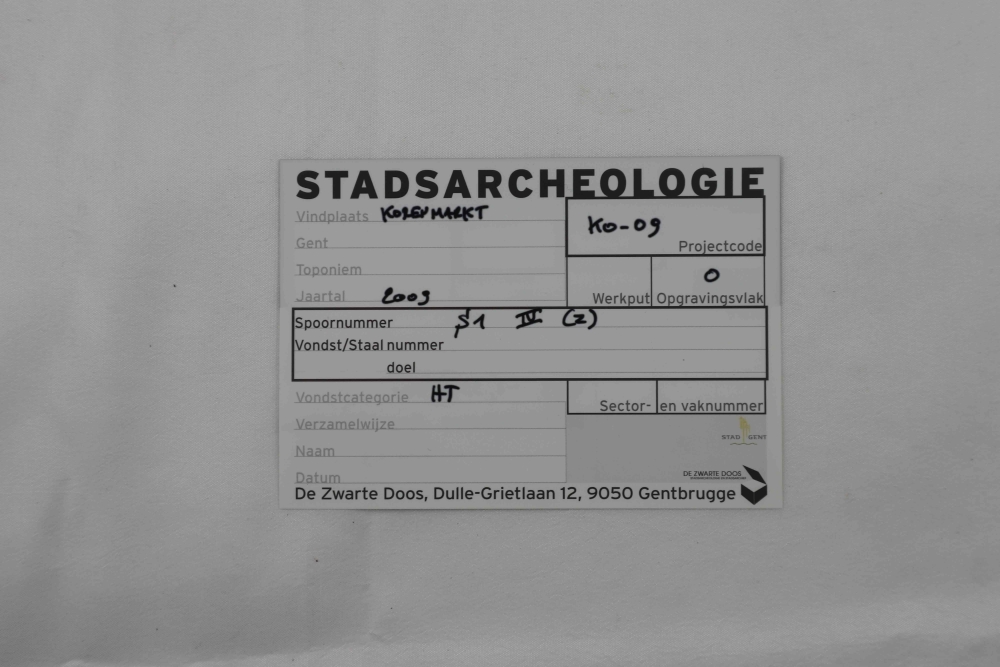 STADSARCHEOLOGIE
Vindplaats KORENMARKT
KO-09
Projectcode
Gent
Toponiem
Jaartal 2009
0
Werkput Opgravingsvlak
Spoornummer S1 IV (Z)
Vondst/Staal nummer
doel
Vondstcategorie HT
Sector- en vaknummer
Verzamelwijze
STAD GENT
Naam
DE ZWARTE DOOS
Datum
De Zwarte Doos, Dulle-Grietlaan 12, 9050 Gentbrugge